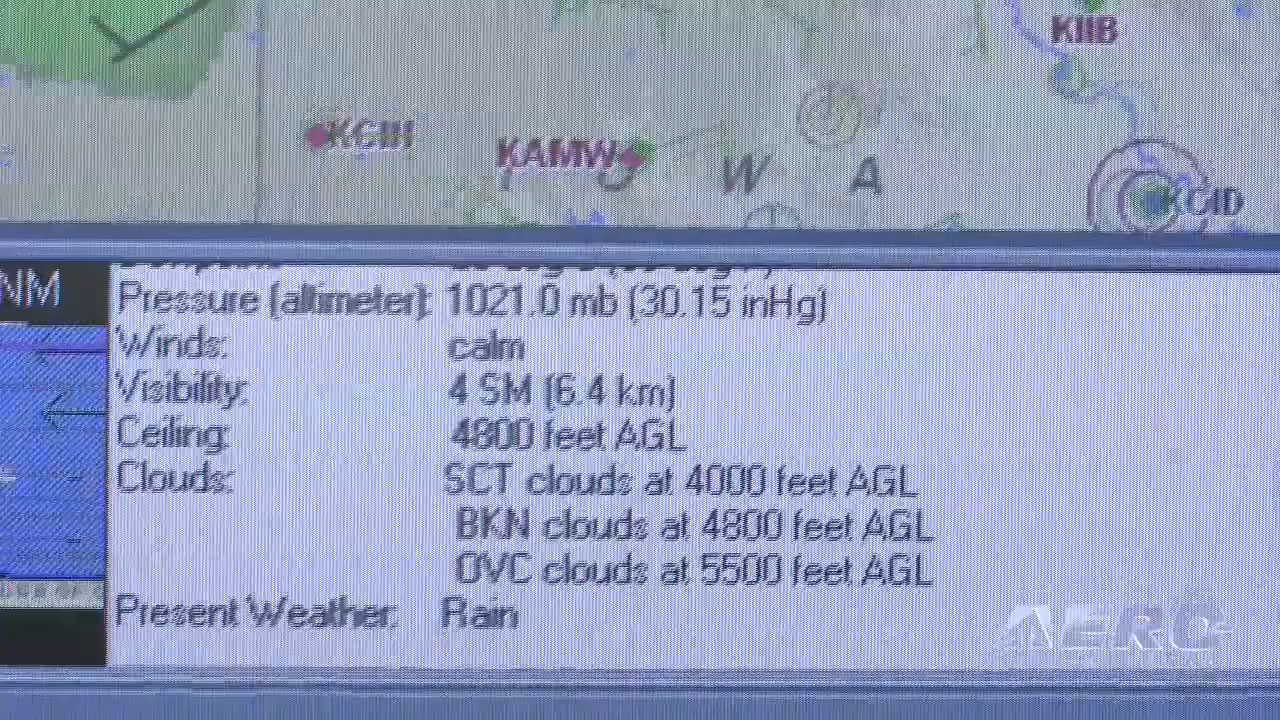 KIIB
KCIN
KAMW
W A
KCID
NM
Pressure (altimeter): 1021.0 mb (30.15 inHg)
Winds: calm
Visibility: 4 SM (6.4 km)
Ceiling: 4800 feet AGL
Clouds: SCT clouds at 4000 feet AGL
BKN clouds at 4800 feet AGL
OVC clouds at 5500 feet AGL
Present Weather: Rain
AERO